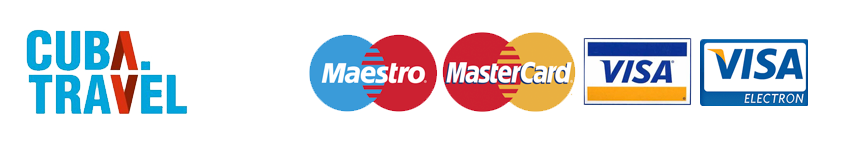 CUBA.
TRAVEL
Maestro
MasterCard
VISA
VISA
ELECTRON